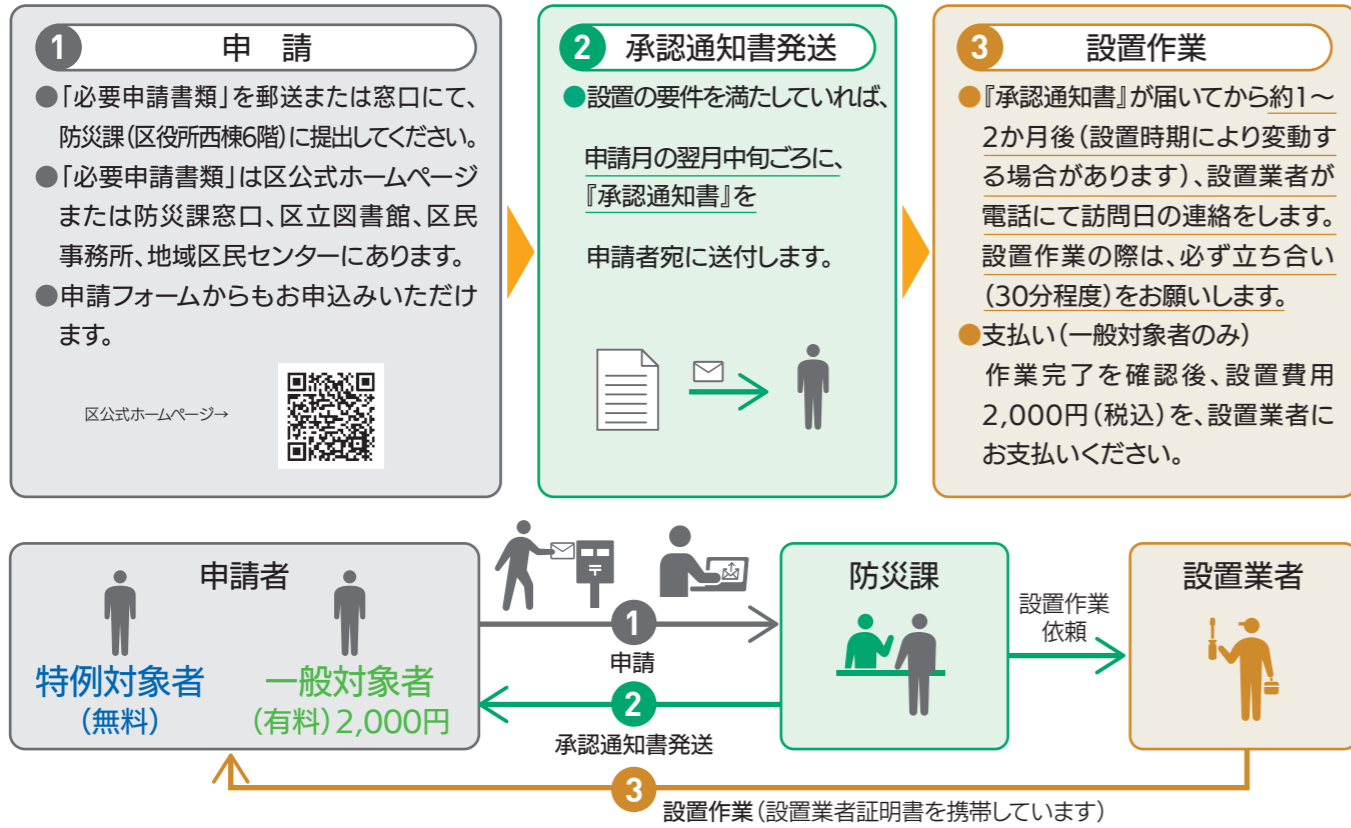 1 申 請
●「必要申請書類」を郵送または窓口にて、
防災課(区役所西棟6階)に提出してください。
●「必要申請書類」は区公式ホームページ
または防災課窓口、区立図書館、区民
事務所、地域区民センターにあります。
●申請フォームからもお申込みいただけ
ます。
区公式ホームページ→
2 承認通知書発送
●設置の要件を満たしていれば、
申請月の翌月中旬ごろに、
『承認通知書』を
申請者宛に送付します。
3 設置作業
●『承認通知書』が届いてから約1〜
2か月後(設置時期により変動す
る場合があります)、設置業者が
電話にて訪問日の連絡をします。
設置作業の際は、必ず立ち合い
(30分程度)をお願いします。
●支払い(一般対象者のみ)
作業完了を確認後、設置費用
2,000円(税込)を、設置業者に
お支払いください。
申請者
特例対象者
(無料)
一般対象者
(有料)2,000円
〒
1
申請
2
承認通知書発送
防災課
設置作業
依頼
設置業者
3
設置作業(設置業者証明書を携帯しています)